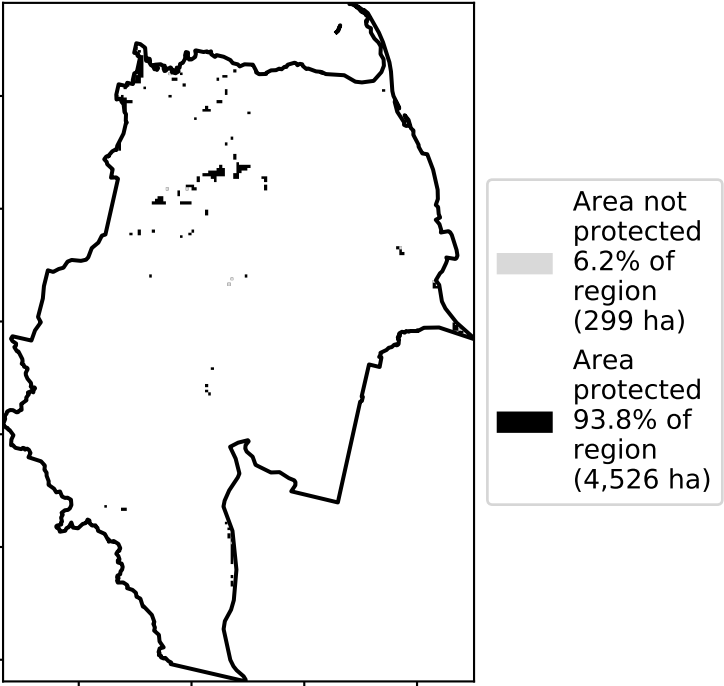 Area not
protected
6.2% of
region
(299 ha)
Area
protected
93.8% of
region
(4,526 ha)